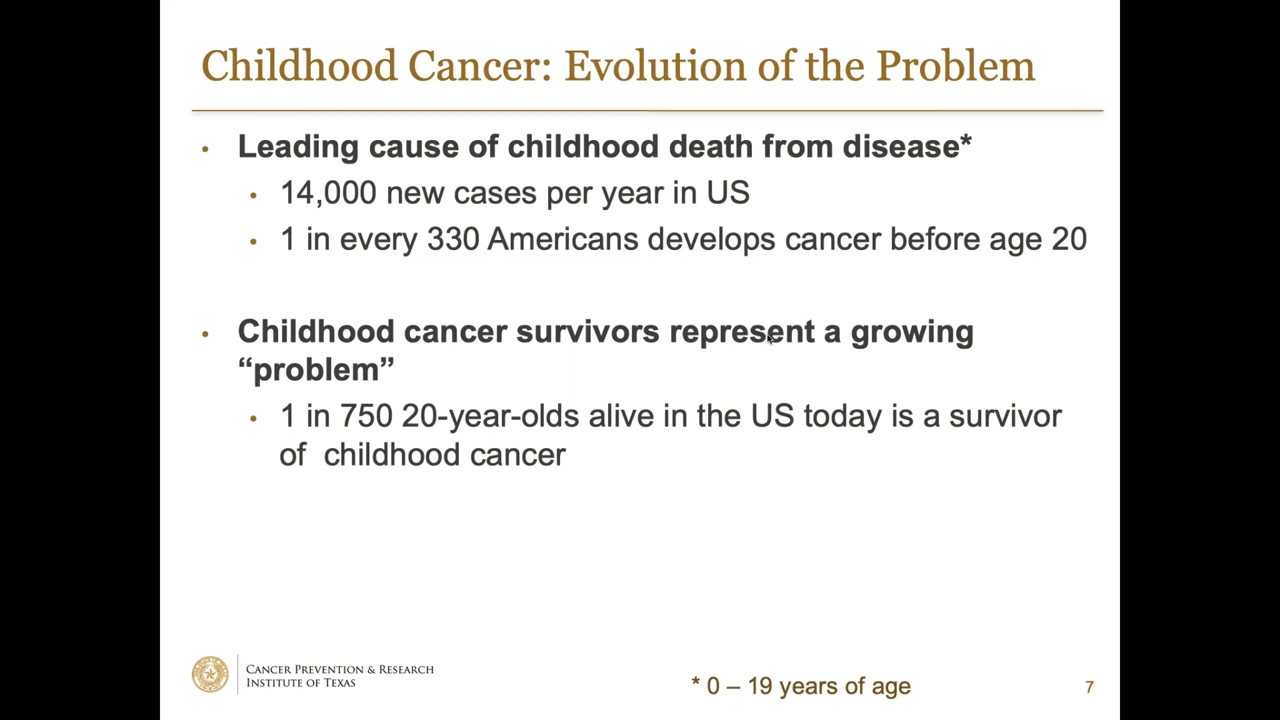 Childhood Cancer: Evolution of the Problem
• Leading cause of childhood death from disease*
• 14,000 new cases per year in US
• 1 in every 330 Americans develops cancer before age 20
• Childhood cancer survivors represent a growing
“problem”
• 1 in 750 20-year-olds alive in the US today is a survivor
of childhood cancer
CANCER PREVENTION & RESEARCH
INSTITUTE OF TEXAS
* 0 – 19 years of age
7